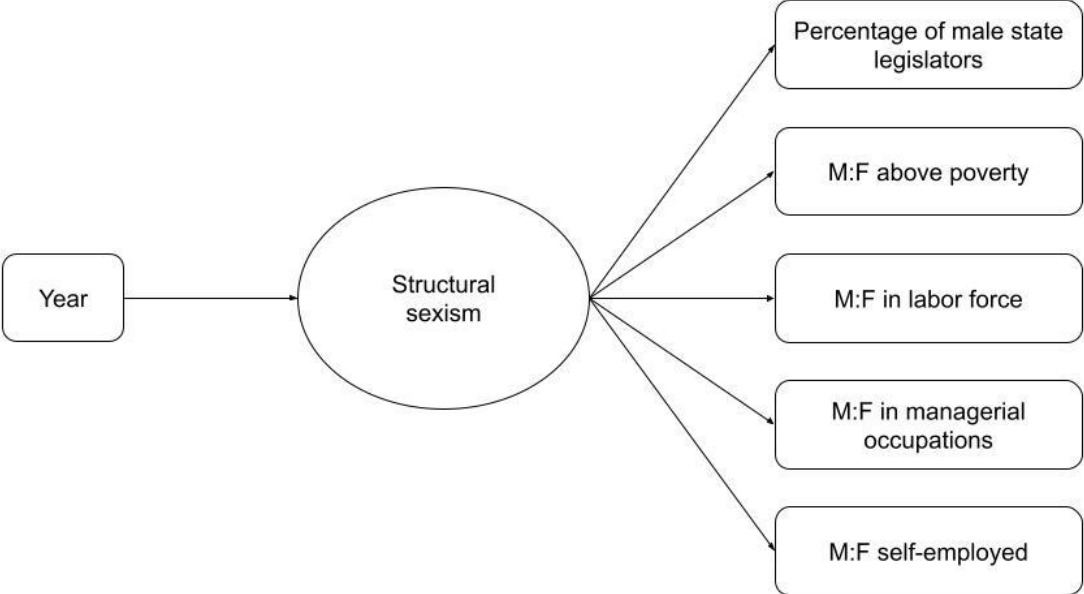 Percentage of male state
legislators
M:F above poverty
Year
Structural
sexism
M:F in labor force
M:F in managerial
occupations
M:F self-employed